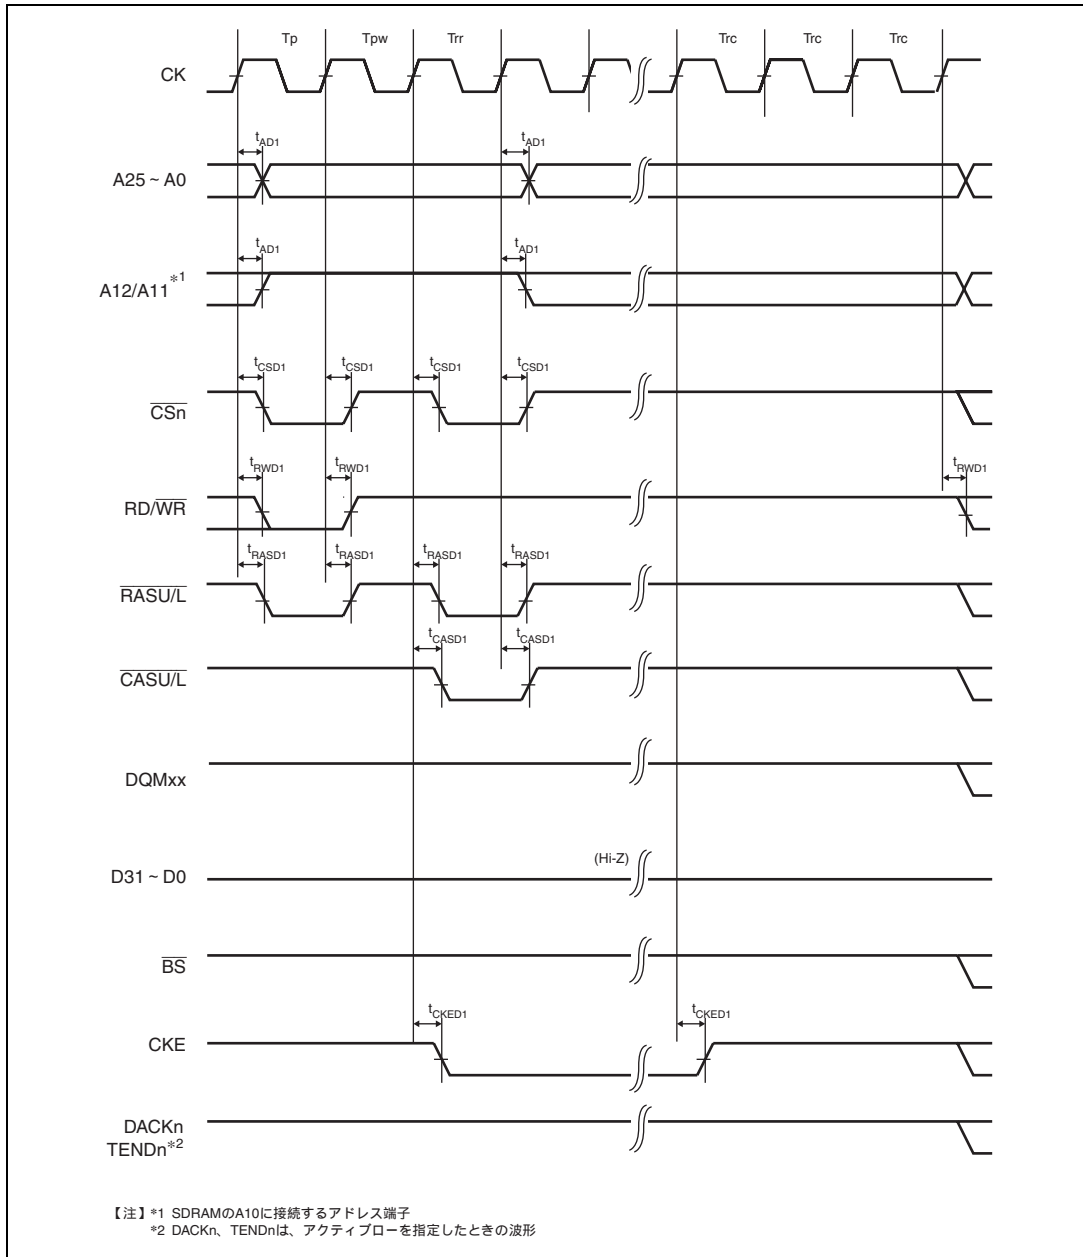 Tp Tpw Trr Trc Trc Trc
CK
tAD1 tAD1
A25 ~ A0
tAD1 tAD1
A12/A11*1
tCSD1 tCSD1 tCSD1 tCSD1
CSn
tRWD1 tRWD1 tRWD1
RD/WR
tRASD1 tRASD1 tRASD1 tRASD1
RASU/L
tCASD1 tCASD1
CASU/L
DQMxx
(Hi-Z)
D31 ~ D0
BS
tCKED1 tCKED1
CKE
DACKn
TENDn*2
【注】*1 SDRAMのA10に接続するアドレス端子
*2 DACKn、TENDnは、アクティブローを指定したときの波形